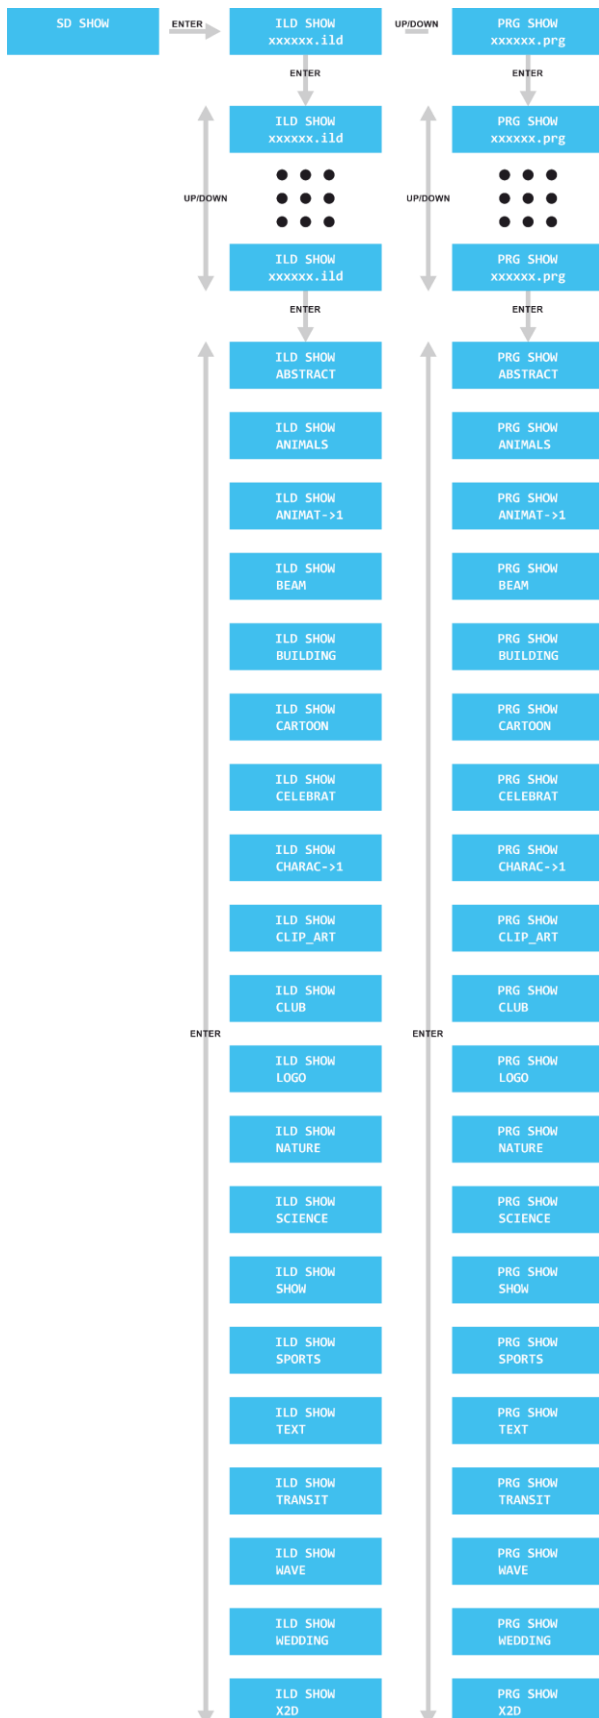 SD SHOW
ENTER
ILD SHOW
xxxxxx.ild
UP/DOWN
PRG SHOW
xxxxxx.prg
ENTER
ENTER
ILD SHOW
xxxxxx.ild
PRG SHOW
xxxxxx.prg
UP/DOWN
UP/DOWN
ILD SHOW
xxxxxx.ild
PRG SHOW
xxxxxx.prg
ENTER
ENTER
ILD SHOW
ABSTRACT
PRG SHOW
ABSTRACT
ILD SHOW
ANIMALS
PRG SHOW
ANIMALS
ILD SHOW
ANIMAT->1
PRG SHOW
ANIMAT->1
ILD SHOW
BEAM
PRG SHOW
BEAM
ILD SHOW
BUILDING
PRG SHOW
BUILDING
ILD SHOW
CARTOON
PRG SHOW
CARTOON
ILD SHOW
CELEBRAT
PRG SHOW
CELEBRAT
ILD SHOW
CHARAC->1
PRG SHOW
CHARAC->1
ILD SHOW
CLIP_ART
PRG SHOW
CLIP_ART
ILD SHOW
CLUB
PRG SHOW
CLUB
ENTER
ENTER
ILD SHOW
LOGO
PRG SHOW
LOGO
ILD SHOW
NATURE
PRG SHOW
NATURE
ILD SHOW
SCIENCE
PRG SHOW
SCIENCE
ILD SHOW
SHOW
PRG SHOW
SHOW
ILD SHOW
SPORTS
PRG SHOW
SPORTS
ILD SHOW
TEXT
PRG SHOW
TEXT
ILD SHOW
TRANSIT
PRG SHOW
TRANSIT
ILD SHOW
WAVE
PRG SHOW
WAVE
ILD SHOW
WEDDING
PRG SHOW
WEDDING
ILD SHOW
X2D
PRG SHOW
X2D